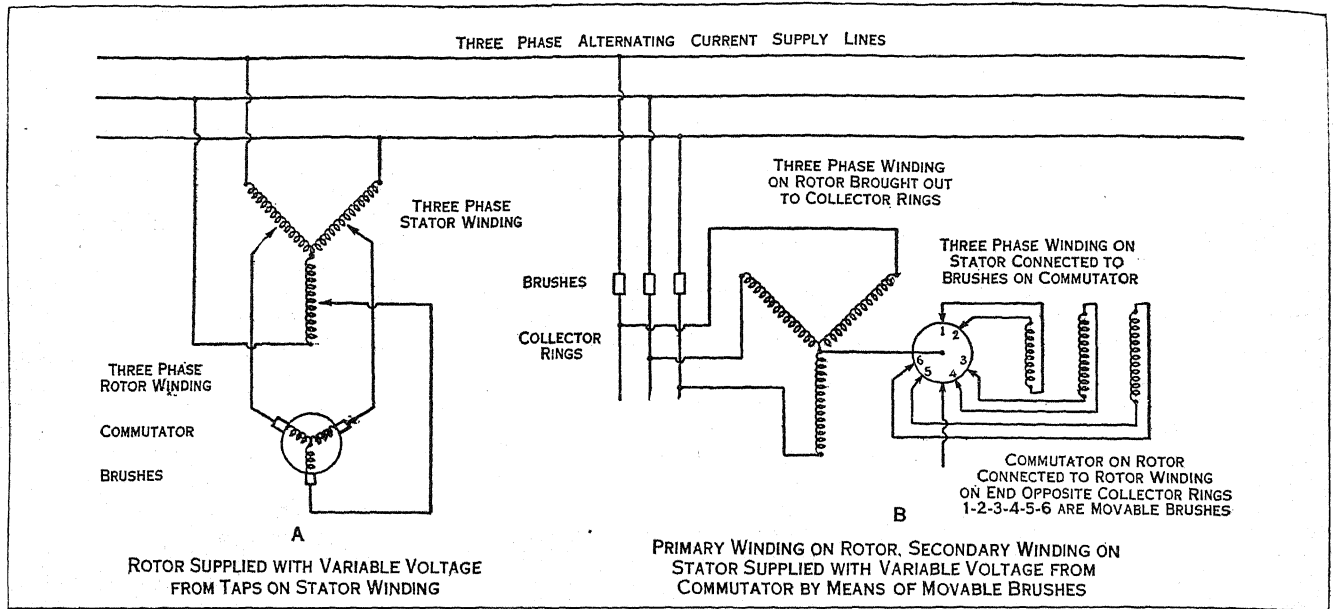 THREE PHASE ALTERNATING CURRENT SUPPLY LINES
THREE PHASE
STATOR WINDING
THREE PHASE
ROTOR WINDING
COMMUTATOR
BRUSHES
A
ROTOR SUPPLIED WITH VARIABLE VOLTAGE
FROM TAPS ON STATOR WINDING
THREE PHASE WINDING
ON ROTOR BROUGHT OUT
TO COLLECTOR RINGS
BRUSHES
COLLECTOR
RINGS
THREE PHASE WINDING ON
STATOR CONNECTED TO
BRUSHES ON COMMUTATOR
1
2
3
4
5
6
COMMUTATOR ON ROTOR
CONNECTED TO ROTOR WINDING
ON END OPPOSITE COLLECTOR RINGS
1-2-3-4-5-6 ARE MOVABLE BRUSHES
B
PRIMARY WINDING ON ROTOR, SECONDARY WINDING ON
STATOR SUPPLIED WITH VARIABLE VOLTAGE FROM
COMMUTATOR BY MEANS OF MOVABLE BRUSHES